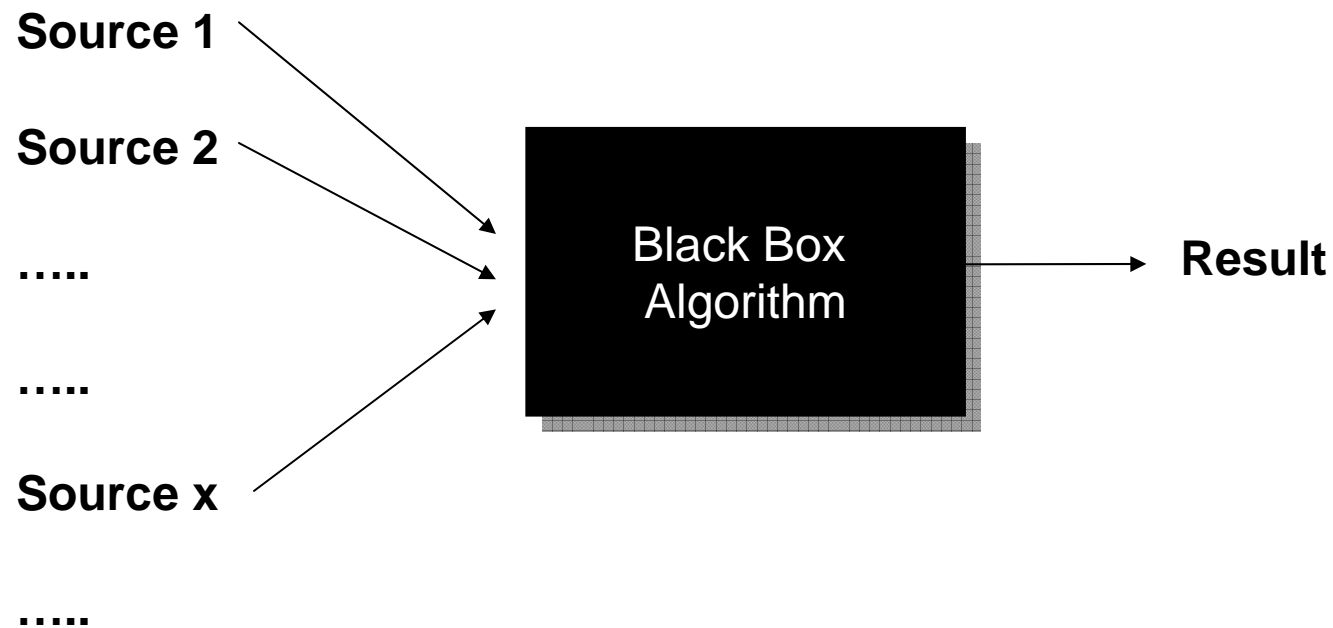 Source 1
Source 2
…..
…..
Source x
…..
Black Box
Algorithm
Result